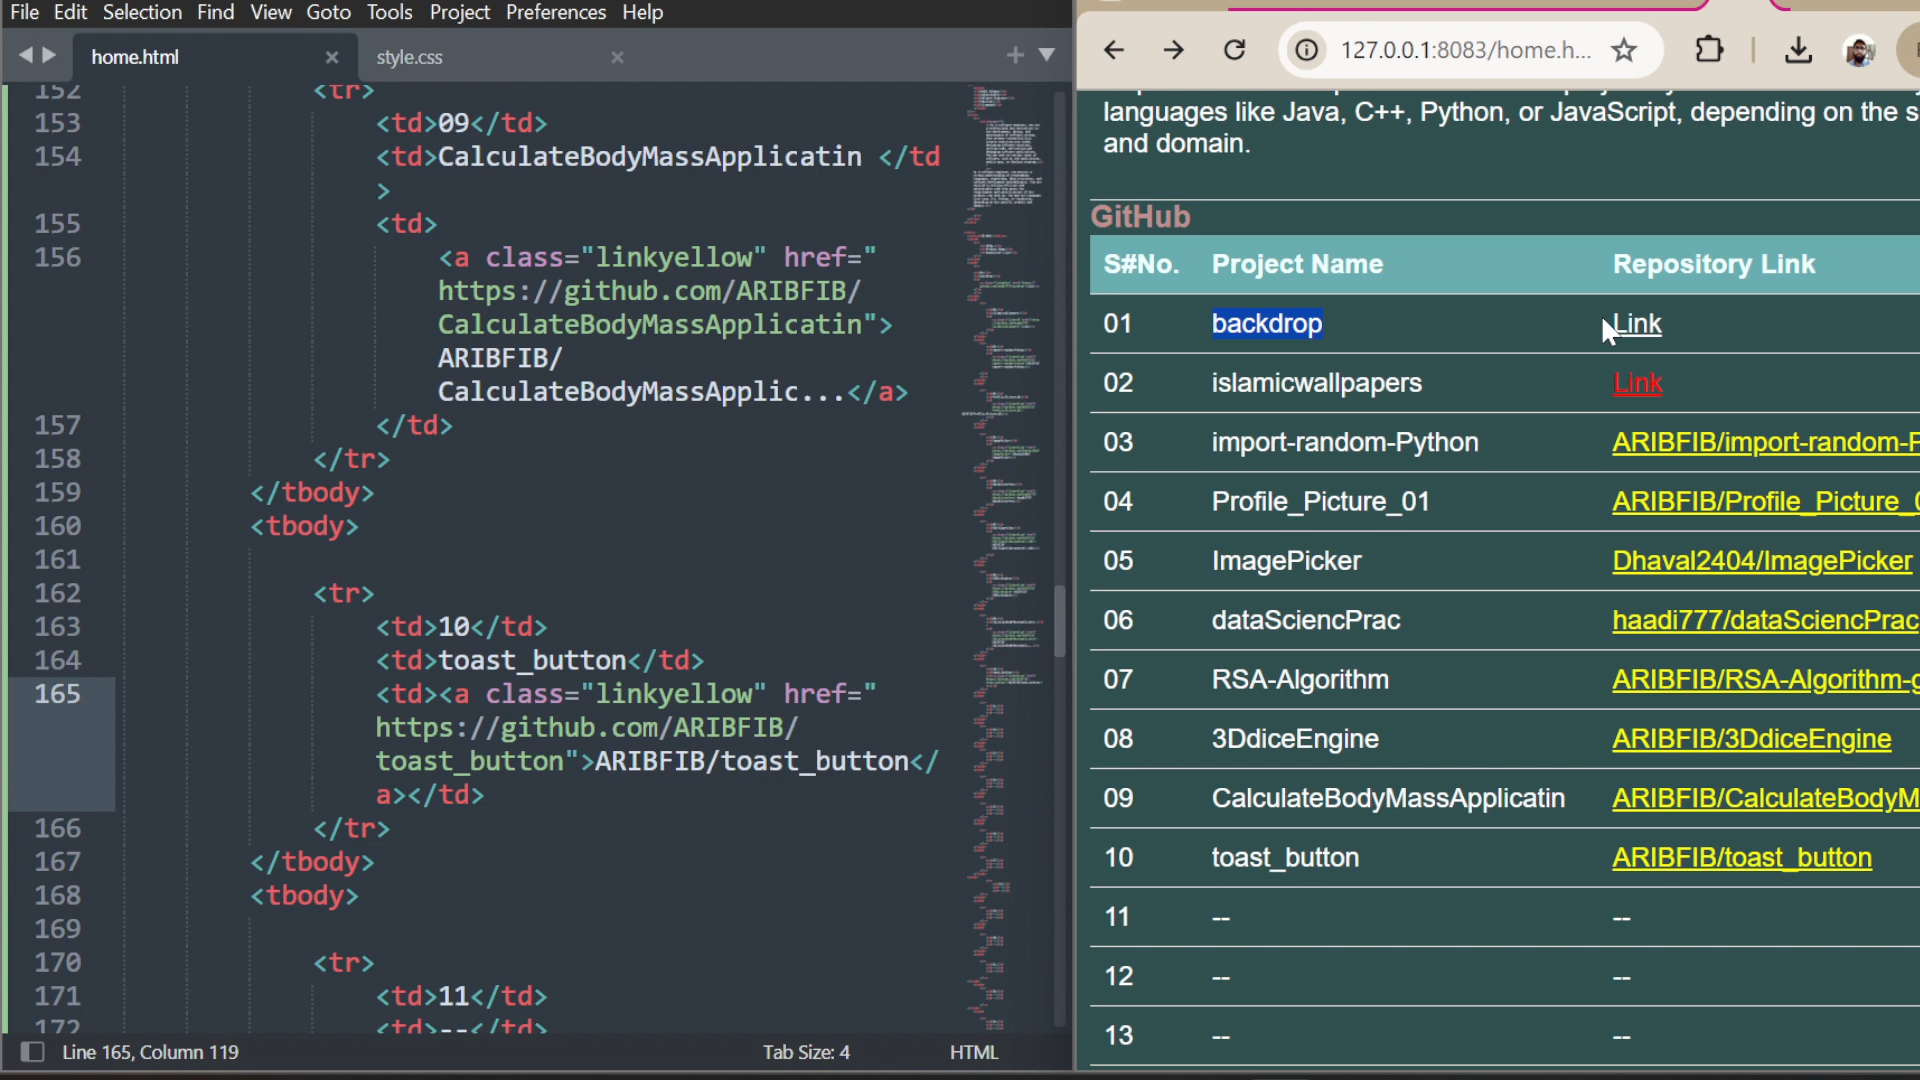 File Edit Selection Find View Goto Tools Project Preferences Help
home.html
style.css
152 <tr>
153 <td>09</td>
154 <td>CalculateBodyMassApplicatin </td
>
155 <td>
156 <a class="linkyellow" href="
https://github.com/ARIBFIB/
CalculateBodyMassApplicatin">
ARIBFIB/
CalculateBodyMassApplic...</a>
157 </td>
158 </tr>
159 </tbody>
160 <tbody>
161
162 <tr>
163 <td>10</td>
164 <td>toast_button</td>
165 <td><a class="linkyellow" href="
https://github.com/ARIBFIB/
toast_button">ARIBFIB/toast_button</
a></td>
166 </tr>
167 </tbody>
168 <tbody>
169
170 <tr>
171 <td>11</td>
172 <td>--</td>
Line 165, Column 119
Tab Size: 4
HTML
127.0.0.1:8083/home.h...
languages like Java, C++, Python, or JavaScript, depending on the s
and domain.
GitHub
S#No. Project Name Repository Link
01 backdrop Link
02 islamicwallpapers Link
03 import-random-Python ARIBFIB/import-random-P
04 Profile_Picture_01 ARIBFIB/Profile_Picture_0
05 ImagePicker Dhaval2404/ImagePicker
06 dataSciencPrac haadi777/dataSciencPrac
07 RSA-Algorithm ARIBFIB/RSA-Algorithm-g
08 3DdiceEngine ARIBFIB/3DdiceEngine
09 CalculateBodyMassApplicatin ARIBFIB/CalculateBodyM
10 toast_button ARIBFIB/toast_button
11 -- --
12 -- --
13 -- --